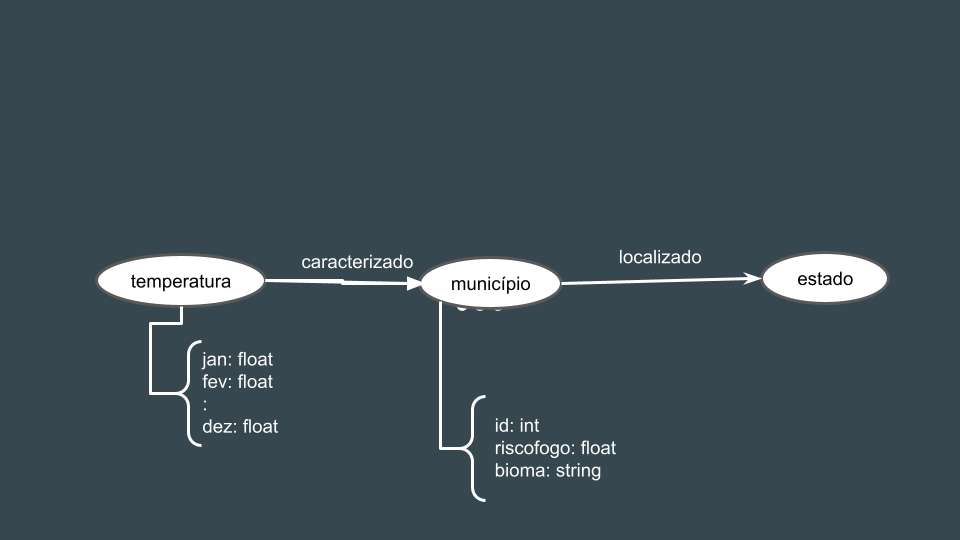 caracterizado
localizado
temperatura
município
estado
jan: float
fev: float
:
dez: float
id: int
riscofogo: float
bioma: string